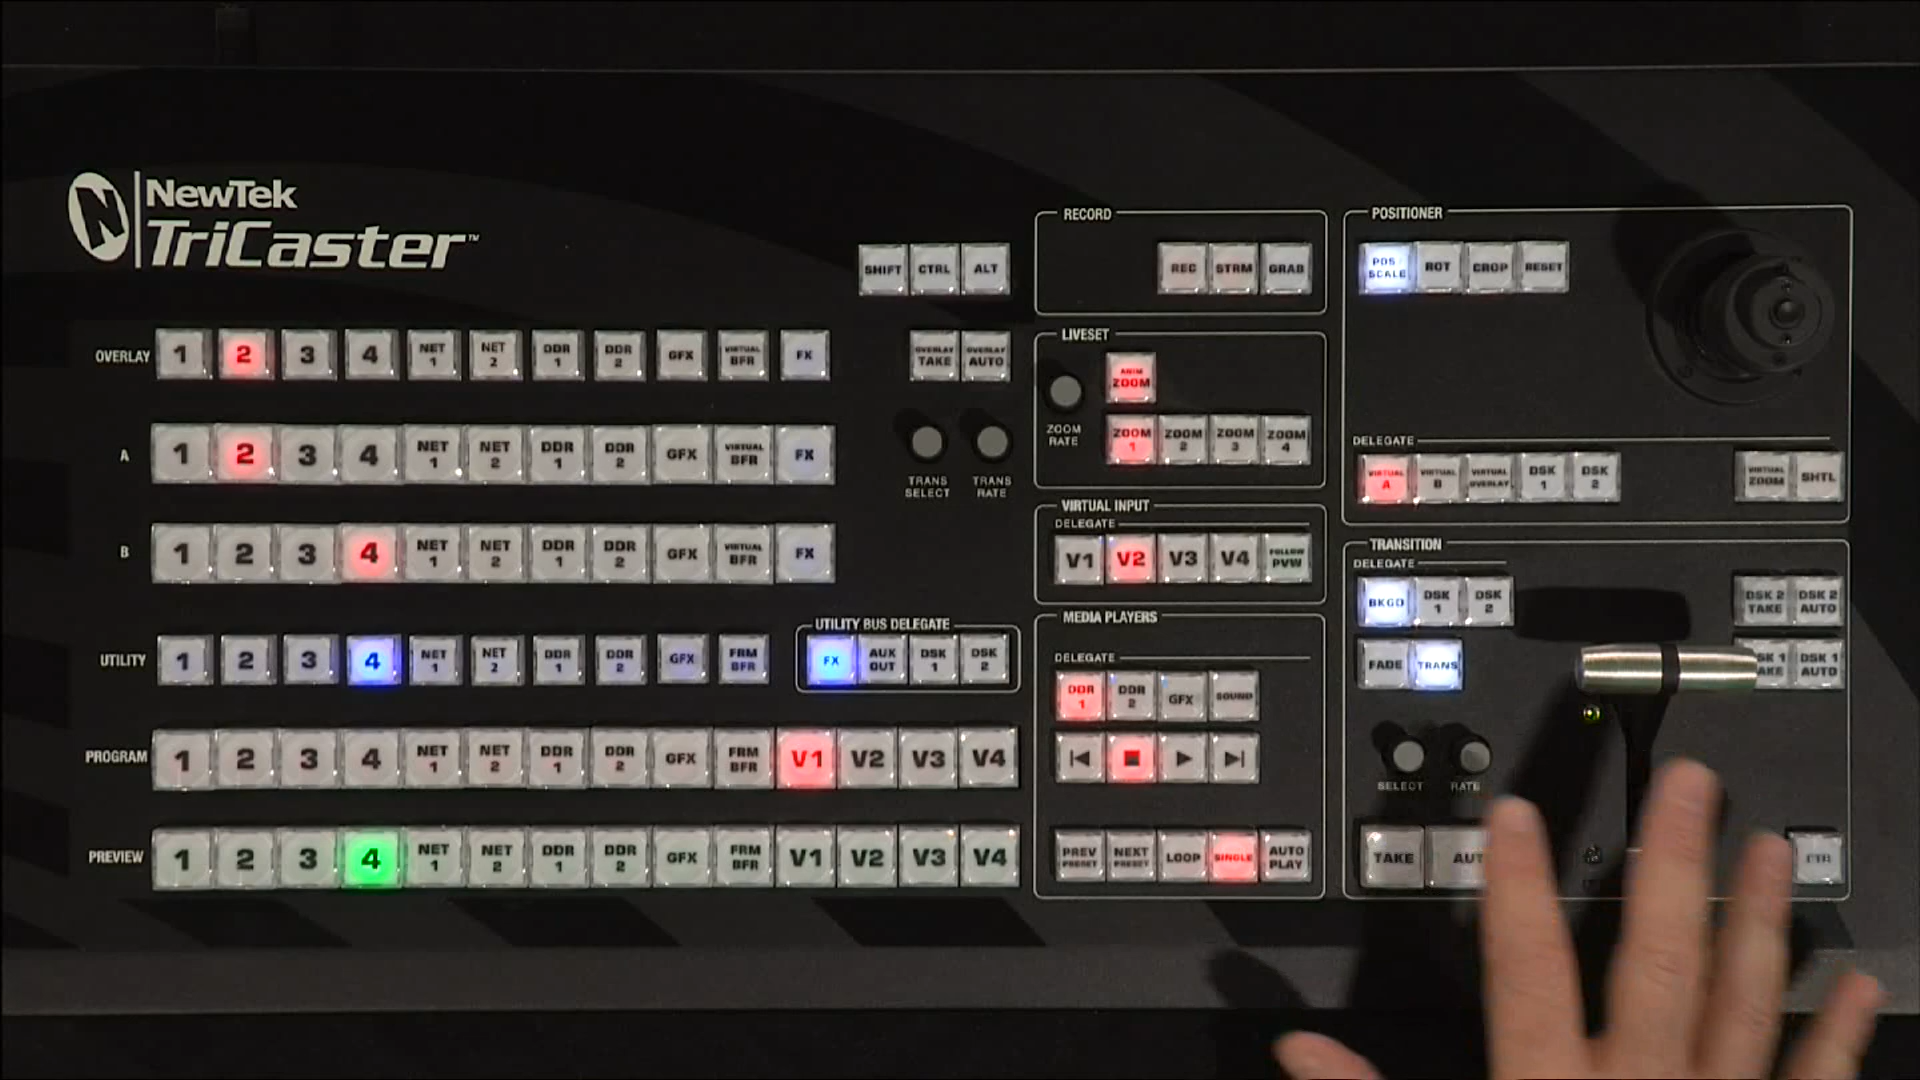 NewTek
TriCaster™
SHIFT CTRL ALT
RECORD
REC STRM GRAB
POSITIONER
POS/ SCALE ROT CROP RESET
OVERLAY 1 2 3 4 NET 1 NET 2 DDR 1 DDR 2 GFX VIRTUAL BFR FX
OVERLAY TAKE OVERLAY AUTO
LIVESET
ANIM ZOOM
ZOOM RATE
ZOOM 1 ZOOM 2 ZOOM 3 ZOOM 4
A 1 2 3 4 NET 1 NET 2 DDR 1 DDR 2 GFX VIRTUAL BFR FX
TRANS SELECT TRANS RATE
DELEGATE
VIRTUAL A VIRTUAL B VIRTUAL OVERLAY DSK 1 DSK 2 VIRTUAL ZOOM SHTL
B 1 2 3 4 NET 1 NET 2 DDR 1 DDR 2 GFX VIRTUAL BFR FX
VIRTUAL INPUT
DELEGATE
V1 V2 V3 V4 FOLLOW PVW
TRANSITION
DELEGATE
BKGD DSK 1 DSK 2 DSK 2 TAKE DSK 2 AUTO
FADE TRANS DSK 1 AUTO
SELECT RATE
TAKE
UTILITY BUS DELEGATE
UTILITY 1 2 3 4 NET 1 NET 2 DDR 1 DDR 2 GFX FRM BFR FX AUX OUT DSK 1 DSK 2
MEDIA PLAYERS
DELEGATE
DDR 1 DDR 2 GFX SOUND
PROGRAM 1 2 3 4 NET 1 NET 2 DDR 1 DDR 2 GFX FRM BFR V1 V2 V3 V4
PREVIEW 1 2 3 4 NET 1 NET 2 DDR 1 DDR 2 GFX FRM BFR V1 V2 V3 V4
PREV PRESET NEXT PRESET LOOP SINGLE AUTO PLAY